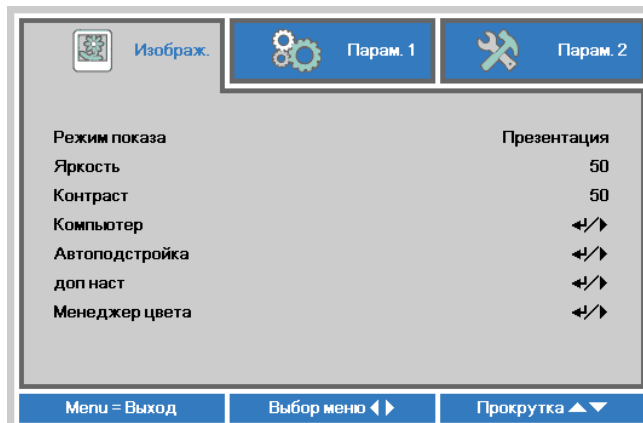 Изображ. Парам. 1 Парам. 2
Режим показа Презентация
Яркость 50
Контраст 50
Компьютер ↵/▶
Автоподстройка ↵/▶
доп наст ↵/▶
Менеджер цвета ↵/▶
Menu = Выход Выбор меню ◀▶ Прокрутка ▲▼